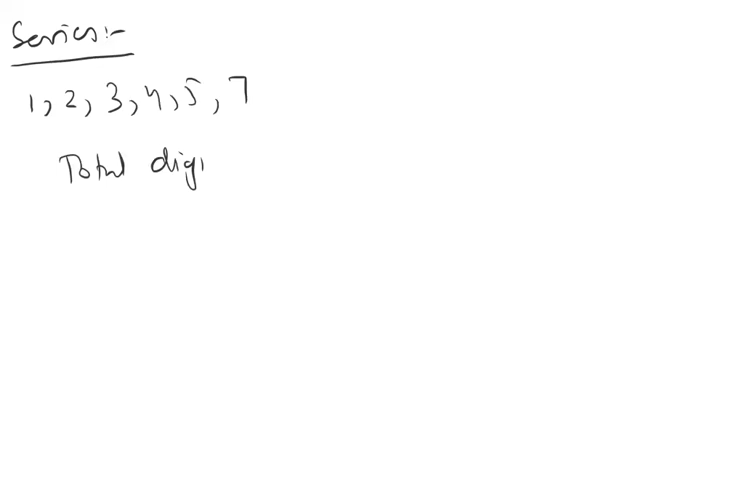 Series:-
1, 2, 3, 4, 5, 7
Total digi